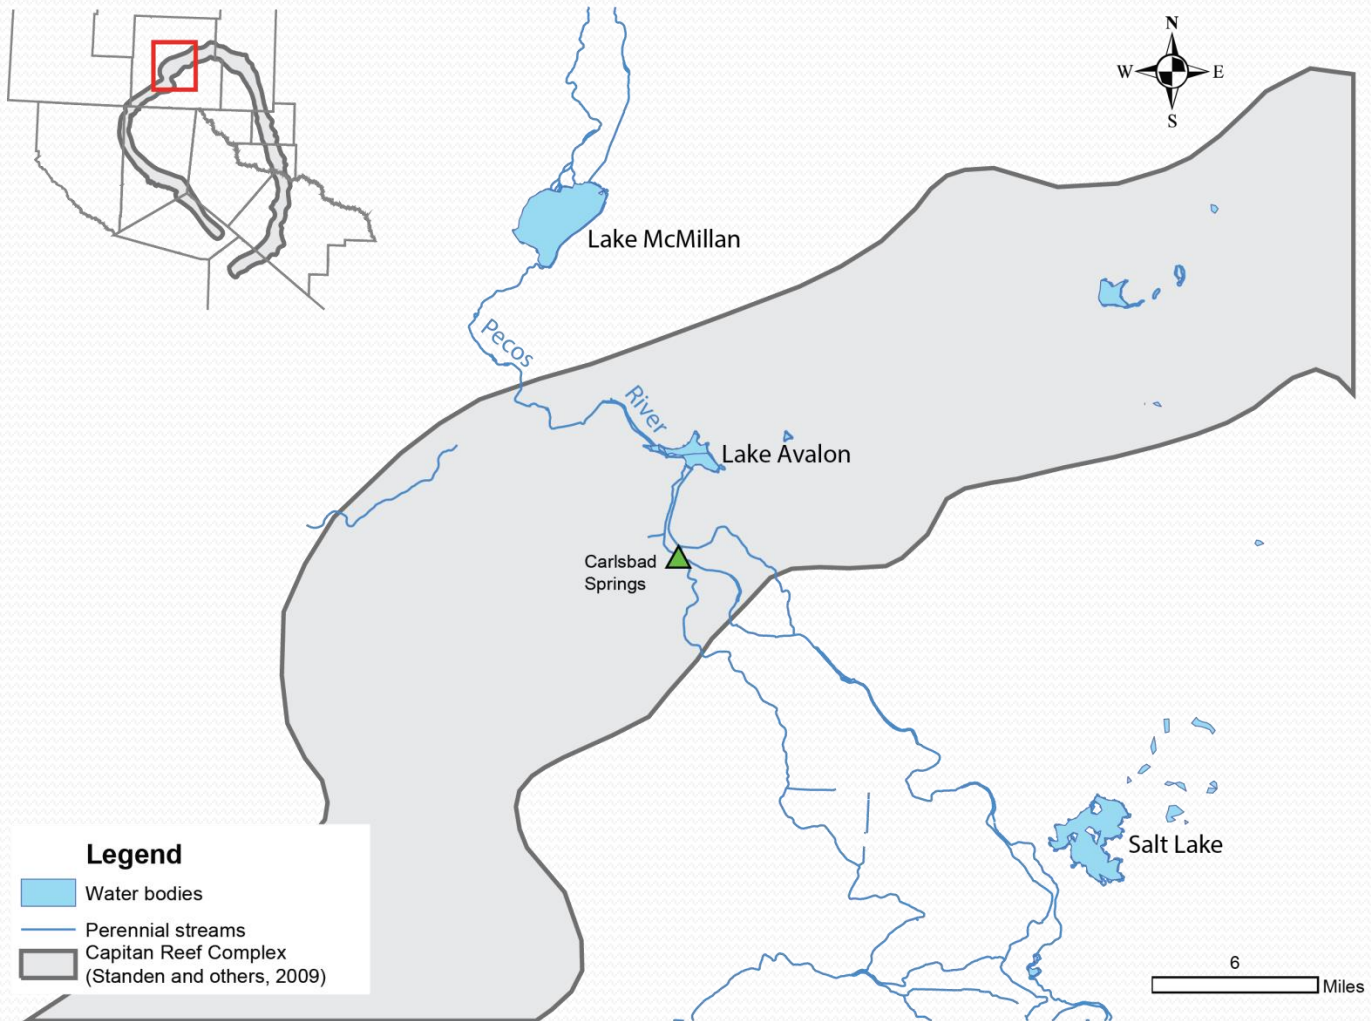 N
W E
S
Lake McMillan
Pecos
River
Lake Avalon
Carlsbad
Springs
Salt Lake
Legend
Water bodies
Perennial streams
Capitan Reef Complex
(Standen and others, 2009)
6
Miles